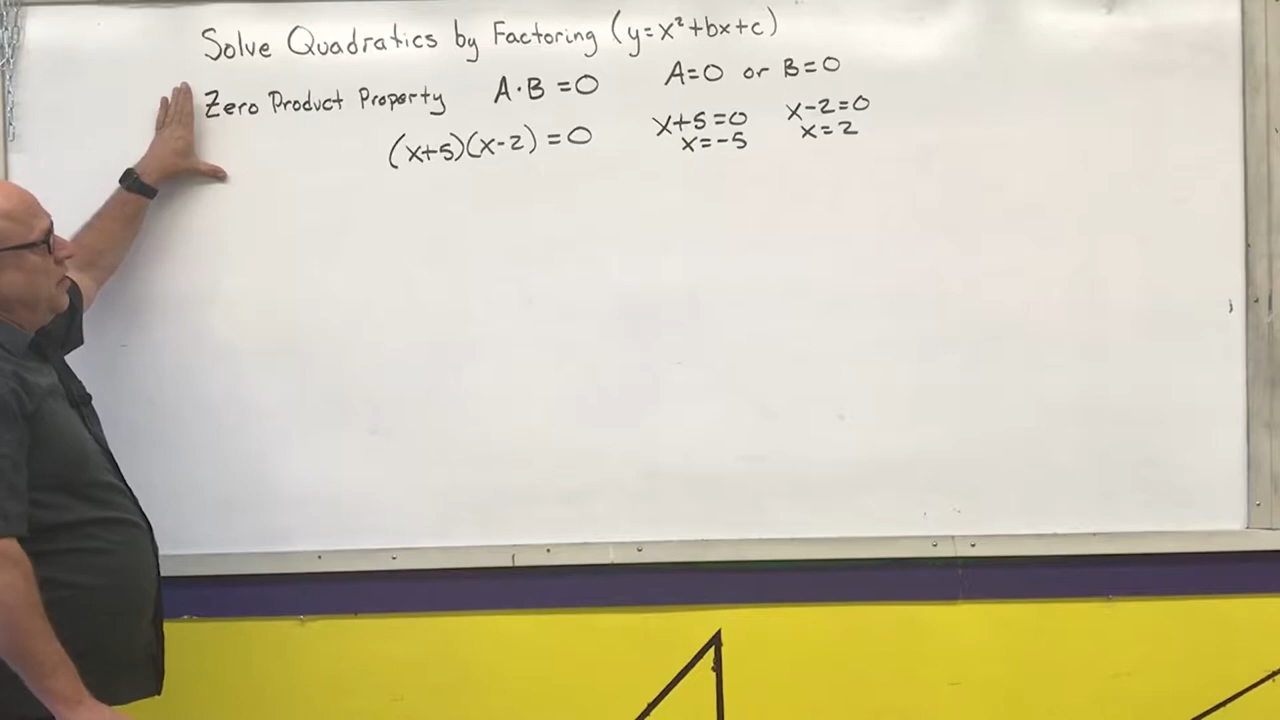 Solve Quadratics by Factoring (y=x²+bx+c)
Zero Product Property A·B=0 A=0 or B=0
(x+5)(x-2)=0 x+5=0 x-2=0
x=-5 x=2